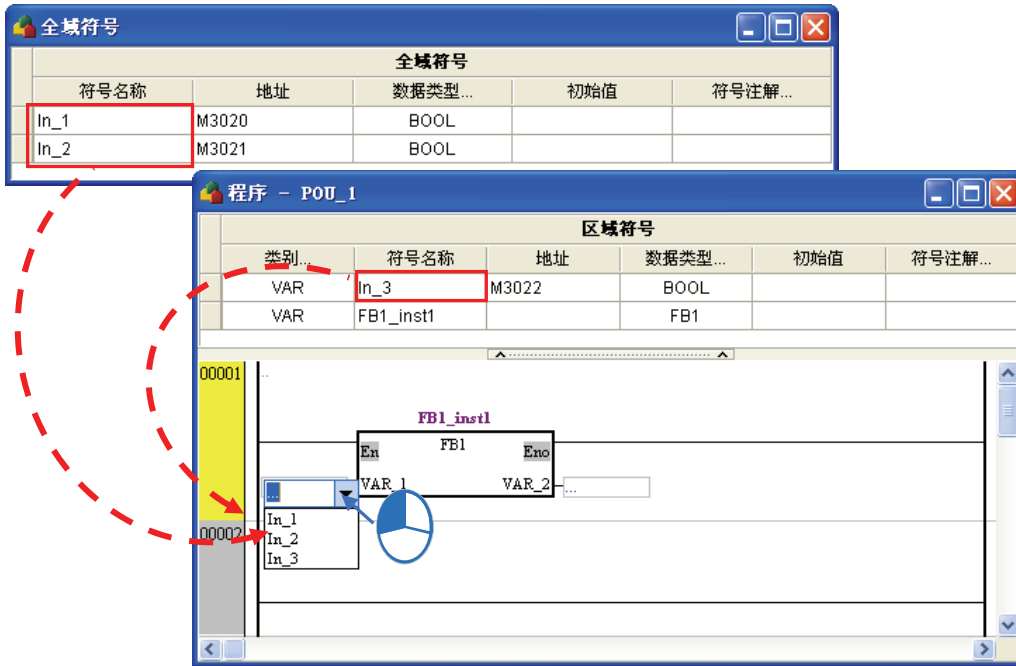 全域符号
全域符号
符号名称 地址 数据类型... 初始值 符号注解...
In_1 M3020 BOOL
In_2 M3021 BOOL
程序 - POU_1
区域符号
类别... 符号名称 地址 数据类型... 初始值 符号注解...
VAR In_3 M3022 BOOL
VAR FB1_inst1 FB1
00001 ..
FB1_inst1
En FB1 Eno
... VAR_1 VAR_2 ...
In_1
00002 In_2
In_3